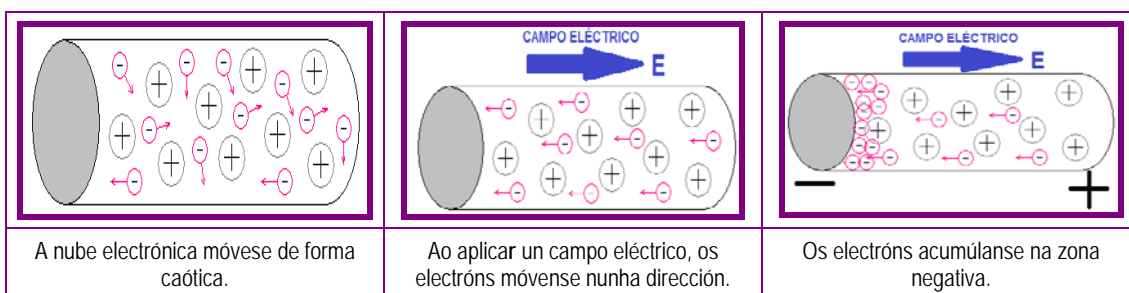 CAMPO ELÉCTRICO
E
CAMPO ELÉCTRICO
E
A nube electrónica móvese de forma
caótica.
Ao aplicar un campo eléctrico, os
electróns móvense nunha dirección.
Os electróns acumúlanse na zona
negativa.